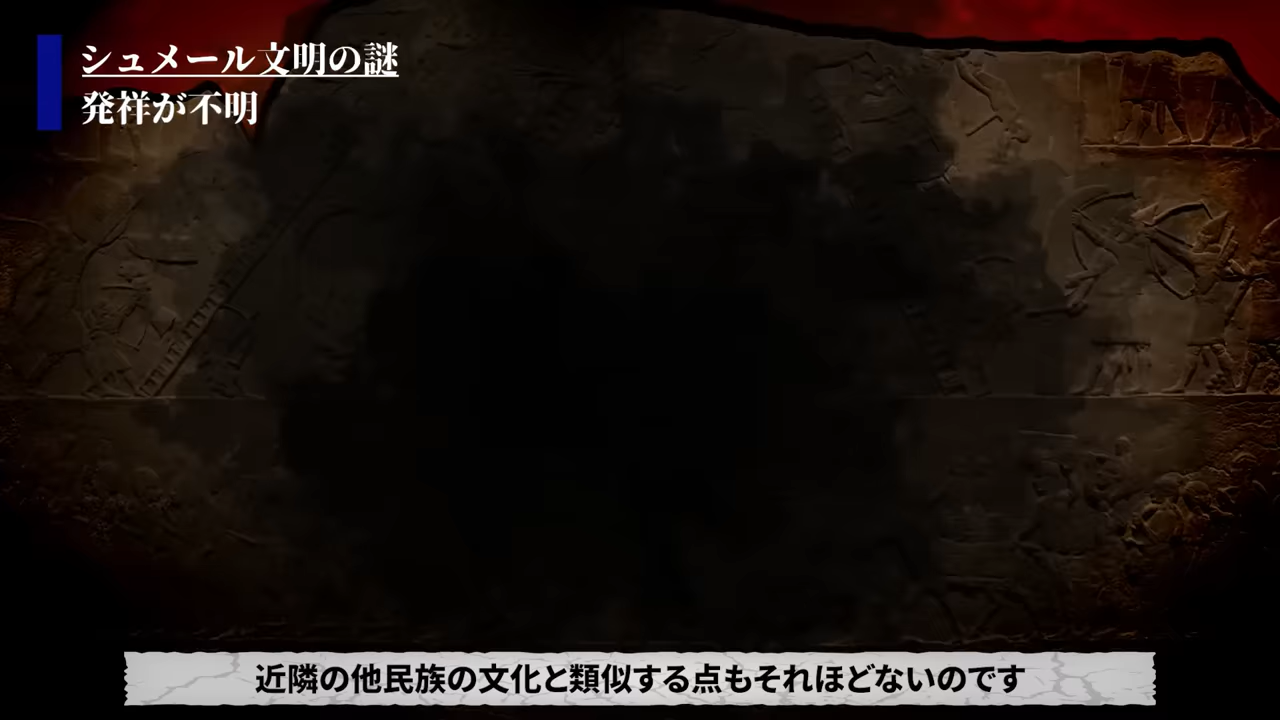 シュメール文明の謎
発祥が不明
近隣の他民族の文化と類似する点もそれほどないのです